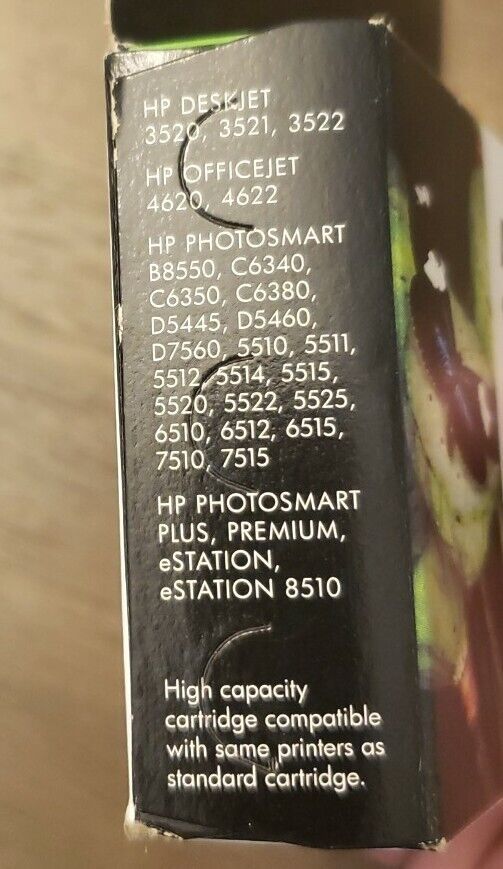 HP DESKJET
3520, 3521, 3522
HP OFFICEJET
4620, 4622
HP PHOTOSMART
B8550, C6340,
C6350, C6380,
D5445, D5460,
D7560, 5510, 5511,
5512, 5514, 5515,
5520, 5522, 5525,
6510, 6512, 6515,
7510, 7515
HP PHOTOSMART
PLUS, PREMIUM,
eSTATION,
eSTATION 8510
High capacity
cartridge compatible
with same printers as
standard cartridge.